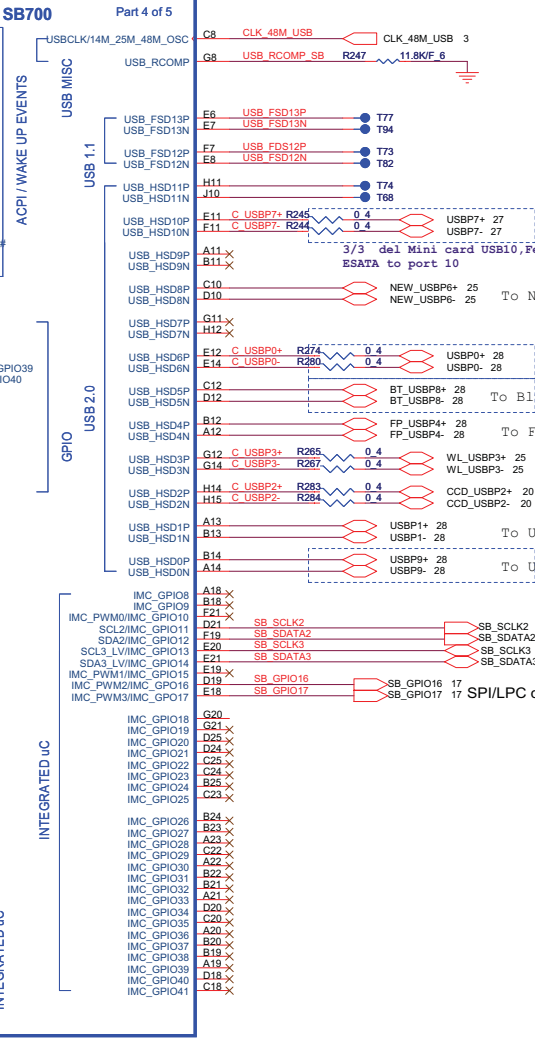 SB700 Part 4 of 5
USBCLK/14M_25M_48M_OSC C8 CLK_48M_USB CLK_48M_USB 3
USB_RCOMP G8 USB_RCOMP_SB R247 11.8K/F_6
USB MISC
ACPI / WAKE UP EVENTS
USB 1.1
USB_FSD13P E6 USB_FSD13P T77
USB_FSD13N E7 USB_FSD13N T94
USB_FSD12P F7 USB_FDS12P T73
USB_FSD12N E8 USB_FSD12N T82
USB_HSD11P H11 T74
USB_HSD11N J10 T68
USB_HSD10P E11 C_USBP7+ R245 0_4 USBP7+ 27
USB_HSD10N F11 C_USBP7- R244 0_4 USBP7- 27
3/3 del Mini card USB10,Fe
ESATA to port 10
USB_HSD9P A11
USB_HSD9N B11
USB_HSD8P C10 NEW_USBP6+ 25
USB_HSD8N D10 NEW_USBP6- 25 To N
USB_HSD7P G11
USB_HSD7N H12
USB_HSD6P E12 C_USBP0+ R274 0_4 USBP0+ 28
USB_HSD6N E14 C_USBP0- R280 0_4 USBP0- 28
GPIO39
IO40
GPIO
USB 2.0
USB_HSD5P C12 BT_USBP8+ 28
USB_HSD5N D12 BT_USBP8- 28 To Bl
USB_HSD4P B12 FP_USBP4+ 28
USB_HSD4N A12 FP_USBP4- 28 To F
USB_HSD3P G12 C_USBP3+ R265 0_4 WL_USBP3+ 25
USB_HSD3N G14 C_USBP3- R267 0_4 WL_USBP3- 25
USB_HSD2P H14 C_USBP2+ R283 0_4 CCD_USBP2+ 20
USB_HSD2N H15 C_USBP2- R284 0_4 CCD_USBP2- 20
USB_HSD1P A13 USBP1+ 28
USB_HSD1N B13 USBP1- 28 To U
USB_HSD0P B14 USBP9+ 28
USB_HSD0N A14 USBP9- 28 To U
IMC_GPIO8 A18
IMC_GPIO9 B18
IMC_PWM0/IMC_GPIO10 F21
SCL2/IMC_GPIO11 D21 SB_SCLK2 SB_SCLK2
SDA2/IMC_GPIO12 F19 SB_SDATA2 SB_SDATA2
SCL3_LV/IMC_GPIO13 E20 SB_SCLK3 SB_SCLK3
SDA3_LV/IMC_GPIO14 E21 SB_SDATA3 SB_SDATA3
IMC_PWM1/IMC_GPIO15 E19
IMC_PWM2/IMC_GPO16 D19 SB_GPIO16 SB_GPIO16 17
IMC_PWM3/IMC_GPO17 E18 SB_GPIO17 SB_GPIO17 17 SPI/LPC
IMC_GPIO18 G20
IMC_GPIO19 G21
IMC_GPIO20 D25
IMC_GPIO21 D24
IMC_GPIO22 C25
IMC_GPIO23 C24
IMC_GPIO24 B25
IMC_GPIO25 C23
INTEGRATED uC
IMC_GPIO26 B24
IMC_GPIO27 B23
IMC_GPIO28 A23
IMC_GPIO29 C22
IMC_GPIO30 A22
IMC_GPIO31 B22
IMC_GPIO32 B21
IMC_GPIO33 A21
IMC_GPIO34 D20
IMC_GPIO35 C20
IMC_GPIO36 A20
IMC_GPIO37 B20
IMC_GPIO38 B19
IMC_GPIO39 A19
IMC_GPIO40 D18
IMC_GPIO41 C18
INTEGRATED uC